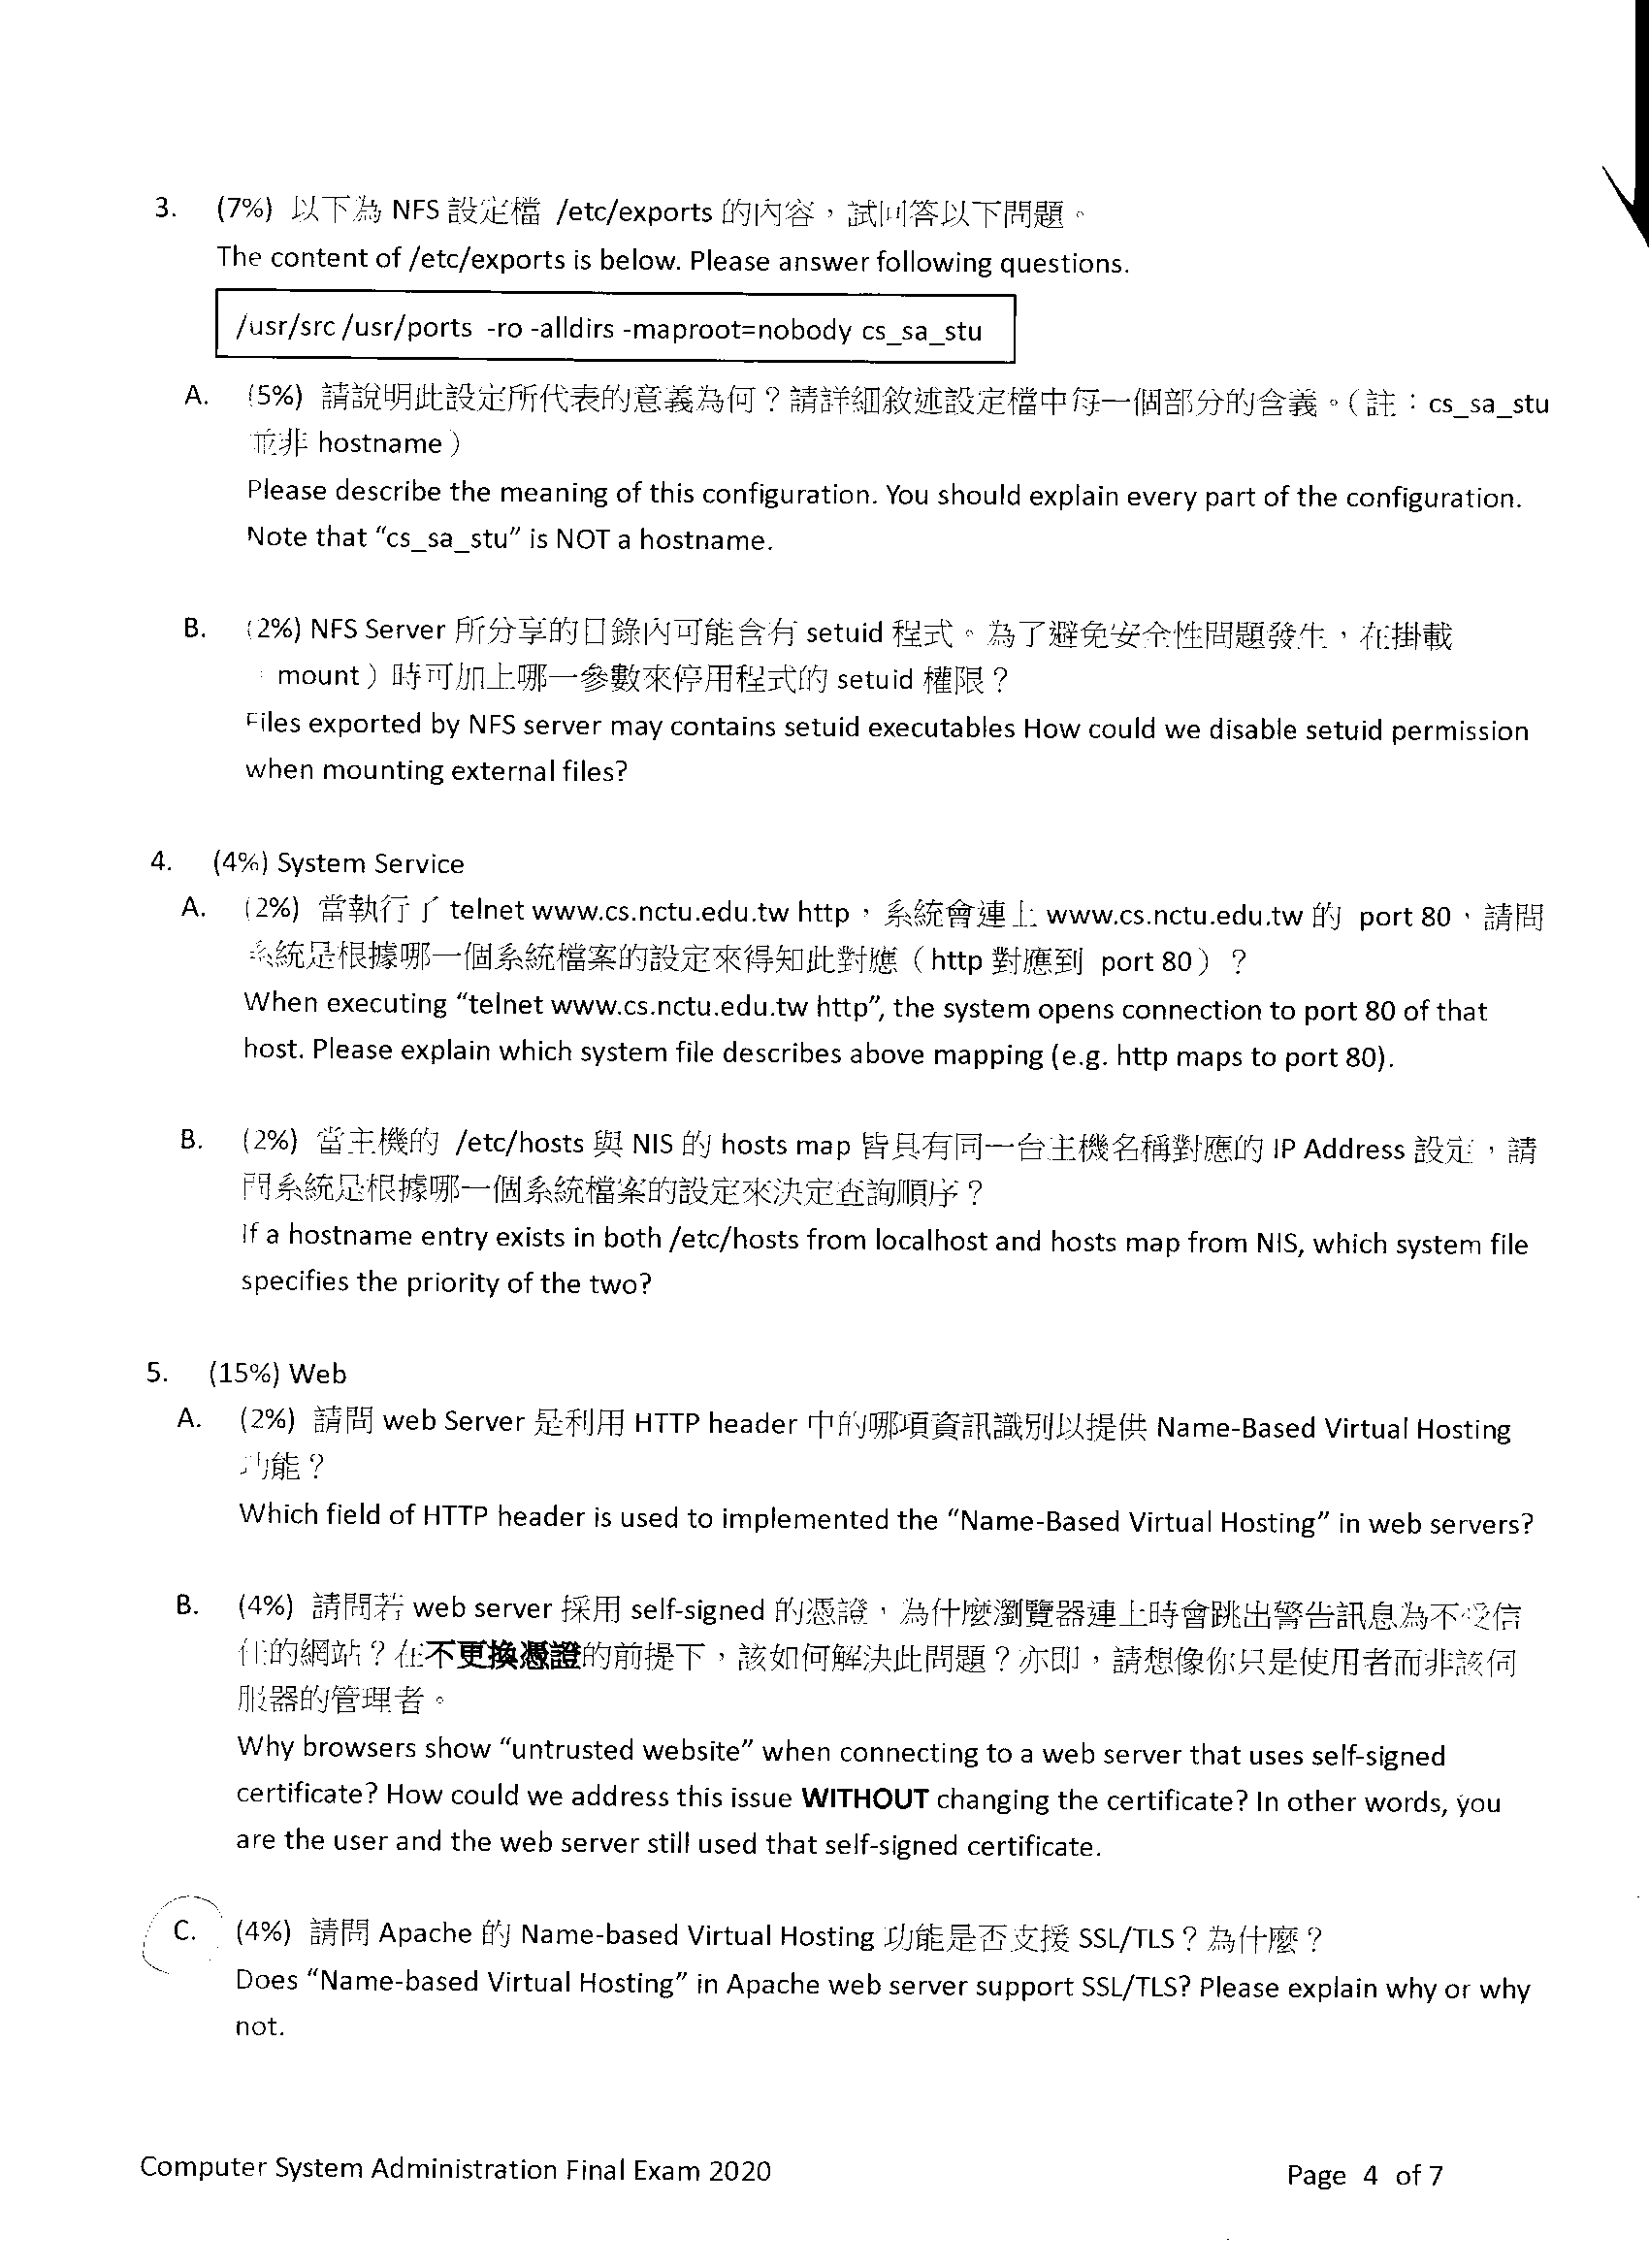 3. (7%) 以下為 NFS 設定檔 /etc/exports 的內容，試回答以下問題。
The content of /etc/exports is below. Please answer following questions.
/usr/src /usr/ports -ro -alldirs -maproot=nobody cs_sa_stu
A. (5%) 請說明此設定所代表的意義為何？請詳細敘述設定檔中每一個部分的含義。（註：cs_sa_stu
並非 hostname）
Please describe the meaning of this configuration. You should explain every part of the configuration.
Note that “cs_sa_stu” is NOT a hostname.
B. (2%) NFS Server 所分享的目錄內可能含有 setuid 程式。為了避免安全性問題發生，在掛載
mount）時可加上哪一參數來停用程式的 setuid 權限？
Files exported by NFS server may contains setuid executables How could we disable setuid permission
when mounting external files?
4. (4%) System Service
A. (2%) 當執行了 telnet www.cs.nctu.edu.tw http，系統會連上 www.cs.nctu.edu.tw 的 port 80，請問
系統是根據哪一個系統檔案的設定來得知此對應（http 對應到 port 80）？
When executing “telnet www.cs.nctu.edu.tw http”, the system opens connection to port 80 of that
host. Please explain which system file describes above mapping (e.g. http maps to port 80).
B. (2%) 當主機的 /etc/hosts 與 NIS 的 hosts map 皆具有同一台主機名稱對應的 IP Address 設定，請
問系統是根據哪一個系統檔案的設定來決定查詢順序？
If a hostname entry exists in both /etc/hosts from localhost and hosts map from NIS, which system file
specifies the priority of the two?
5. (15%) Web
A. (2%) 請問 web Server 是利用 HTTP header 中的哪項資訊識別以提供 Name-Based Virtual Hosting
功能？
Which field of HTTP header is used to implemented the “Name-Based Virtual Hosting” in web servers?
B. (4%) 請問若 web server 採用 self-signed 的憑證，為什麼瀏覽器連上時會跳出警告訊息為不受信
任的網站？在不更換憑證的前提下，該如何解決此問題？亦即，請想像你只是使用者而非該伺
服器的管理者。
Why browsers show “untrusted website” when connecting to a web server that uses self-signed
certificate? How could we address this issue WITHOUT changing the certificate? In other words, you
are the user and the web server still used that self-signed certificate.
C. (4%) 請問 Apache 的 Name-based Virtual Hosting 功能是否支援 SSL/TLS？為什麼？
Does “Name-based Virtual Hosting” in Apache web server support SSL/TLS? Please explain why or why
not.
Computer System Administration Final Exam 2020
Page 4 of 7